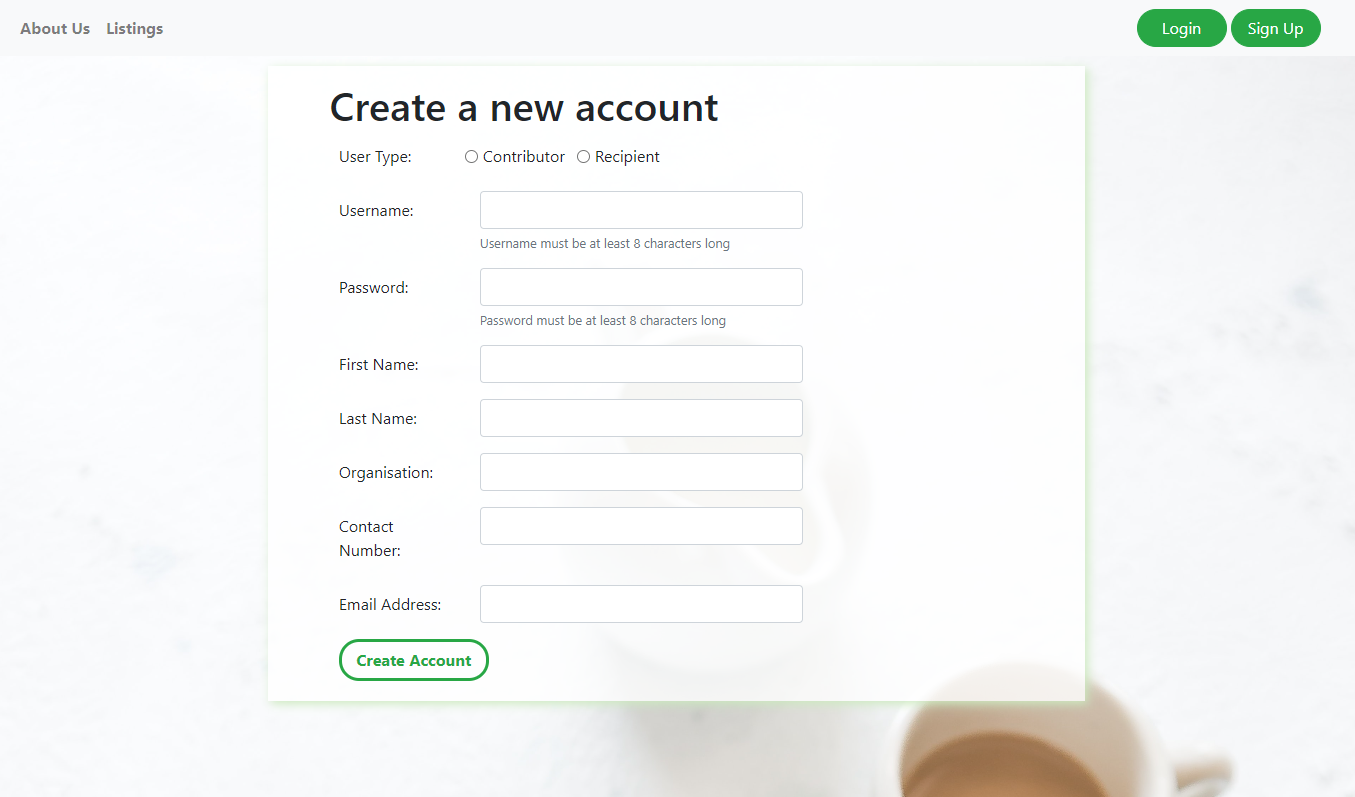 About Us Listings Login Sign Up
Create a new account
User Type: Contributor Recipient
Username:
Username must be at least 8 characters long
Password:
Password must be at least 8 characters long
First Name:
Last Name:
Organisation:
Contact
Number:
Email Address:
Create Account